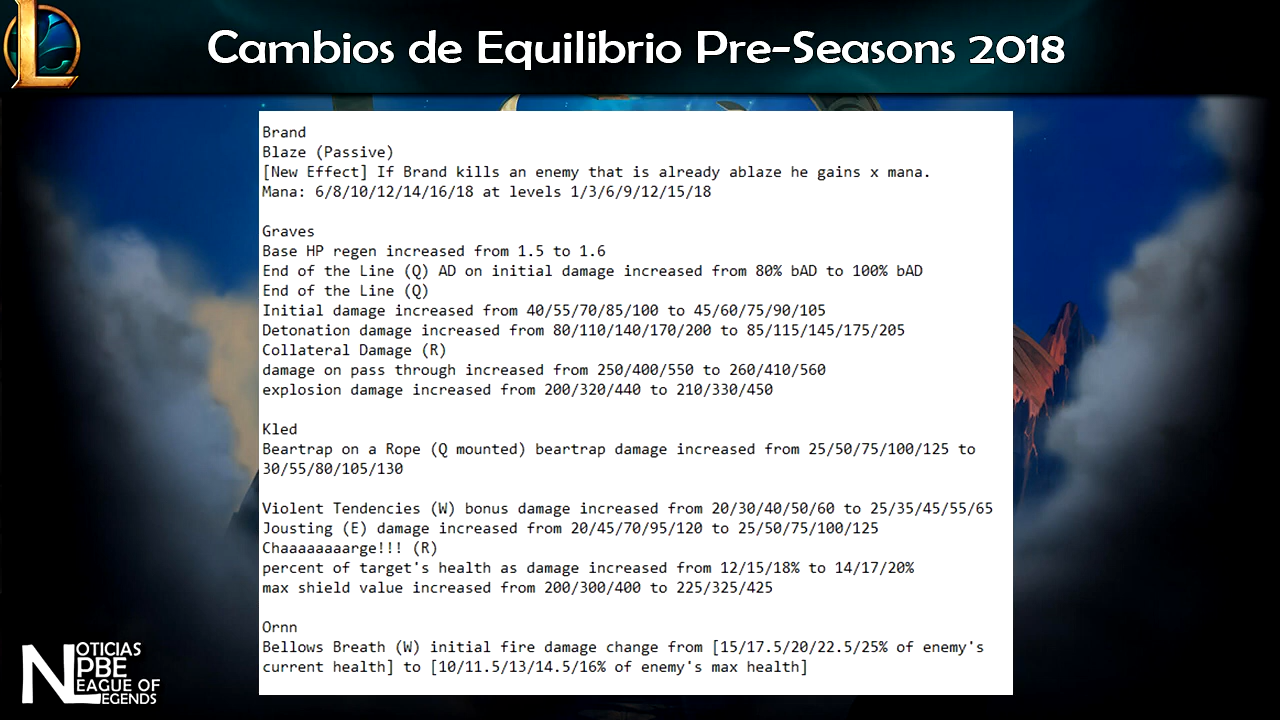 Cambios de Equilibrio Pre-Seasons 2018
Brand
Blaze (Passive)
[New Effect] If Brand kills an enemy that is already ablaze he gains x mana.
Mana: 6/8/10/12/14/16/18 at levels 1/3/6/9/12/15/18
Graves
Base HP regen increased from 1.5 to 1.6
End of the Line (Q) AD on initial damage increased from 80% bAD to 100% bAD
End of the Line (Q)
Initial damage increased from 40/55/70/85/100 to 45/60/75/90/105
Detonation damage increased from 80/110/140/170/200 to 85/115/145/175/205
Collateral Damage (R)
damage on pass through increased from 250/400/550 to 260/410/560
explosion damage increased from 200/320/440 to 210/330/450
Kled
Beartrap on a Rope (Q mounted) beartrap damage increased from 25/50/75/100/125 to
30/55/80/105/130
Violent Tendencies (W) bonus damage increased from 20/30/40/50/60 to 25/35/45/55/65
Jousting (E) damage increased from 20/45/70/95/120 to 25/50/75/100/125
Chaaaaaaaarge!!! (R)
percent of target's health as damage increased from 12/15/18% to 14/17/20%
max shield value increased from 200/300/400 to 225/325/425
Ornn
Bellows Breath (W) initial fire damage change from [15/17.5/20/22.5/25% of enemy's
current health] to [10/11.5/13/14.5/16% of enemy's max health]
NOTICIAS
PBE
LEAGUE OF
LEGENDS